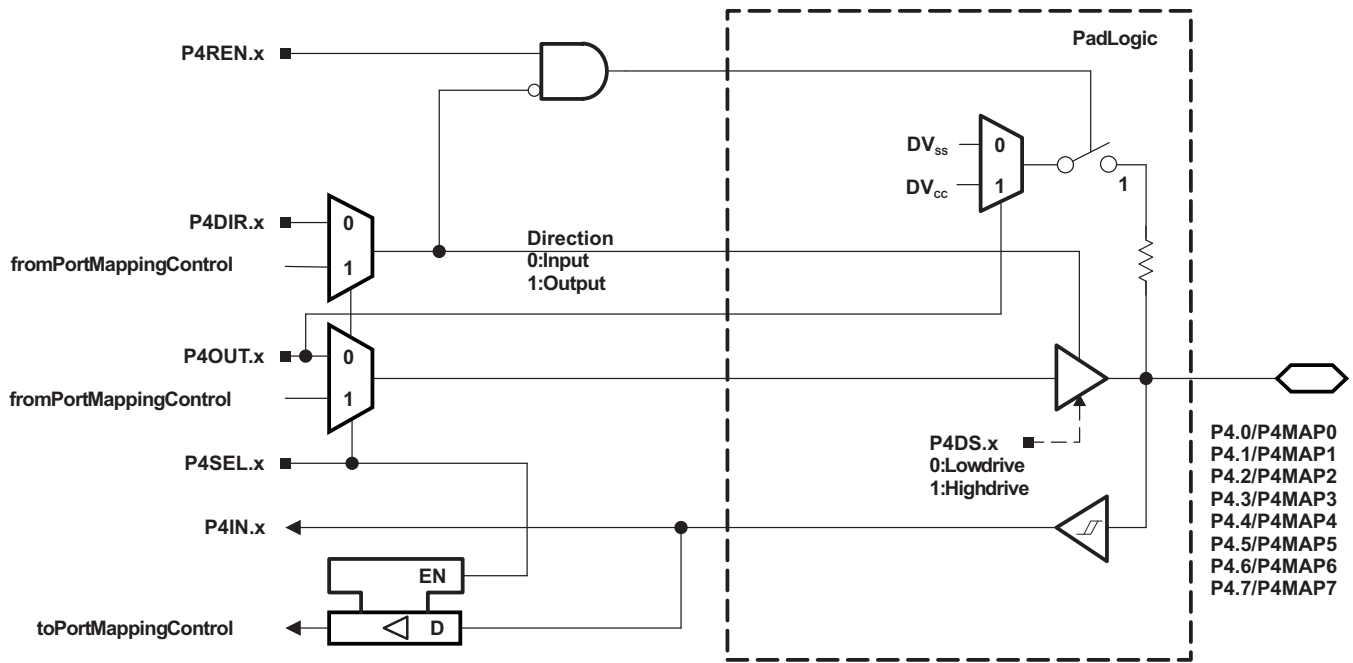 PadLogic
P4REN.x
DVss
0
DVcc
1
1
P4DIR.x
0
fromPortMappingControl
1
Direction
0:Input
1:Output
P4OUT.x
0
fromPortMappingControl
1
P4DS.x
0:Lowdrive
1:Highdrive
P4SEL.x
P4.0/P4MAP0
P4.1/P4MAP1
P4.2/P4MAP2
P4.3/P4MAP3
P4.4/P4MAP4
P4.5/P4MAP5
P4.6/P4MAP6
P4.7/P4MAP7
P4IN.x
EN
toPortMappingControl
D